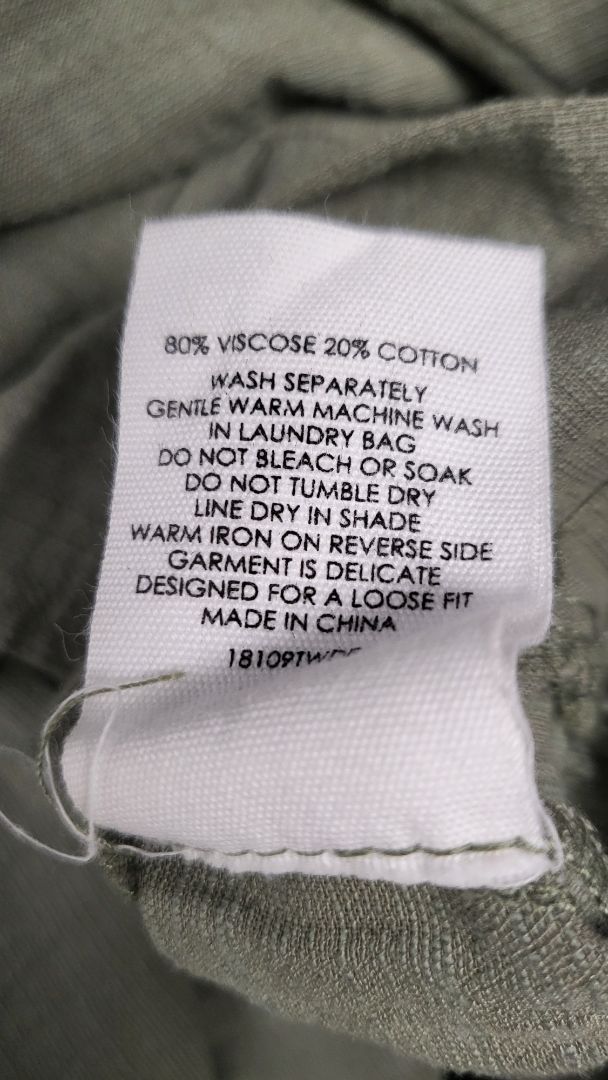 80% VISCOSE 20% COTTON
WASH SEPARATELY
GENTLE WARM MACHINE WASH
IN LAUNDRY BAG
DO NOT BLEACH OR SOAK
DO NOT TUMBLE DRY
LINE DRY IN SHADE
WARM IRON ON REVERSE SIDE
GARMENT IS DELICATE
DESIGNED FOR A LOOSE FIT
MADE IN CHINA